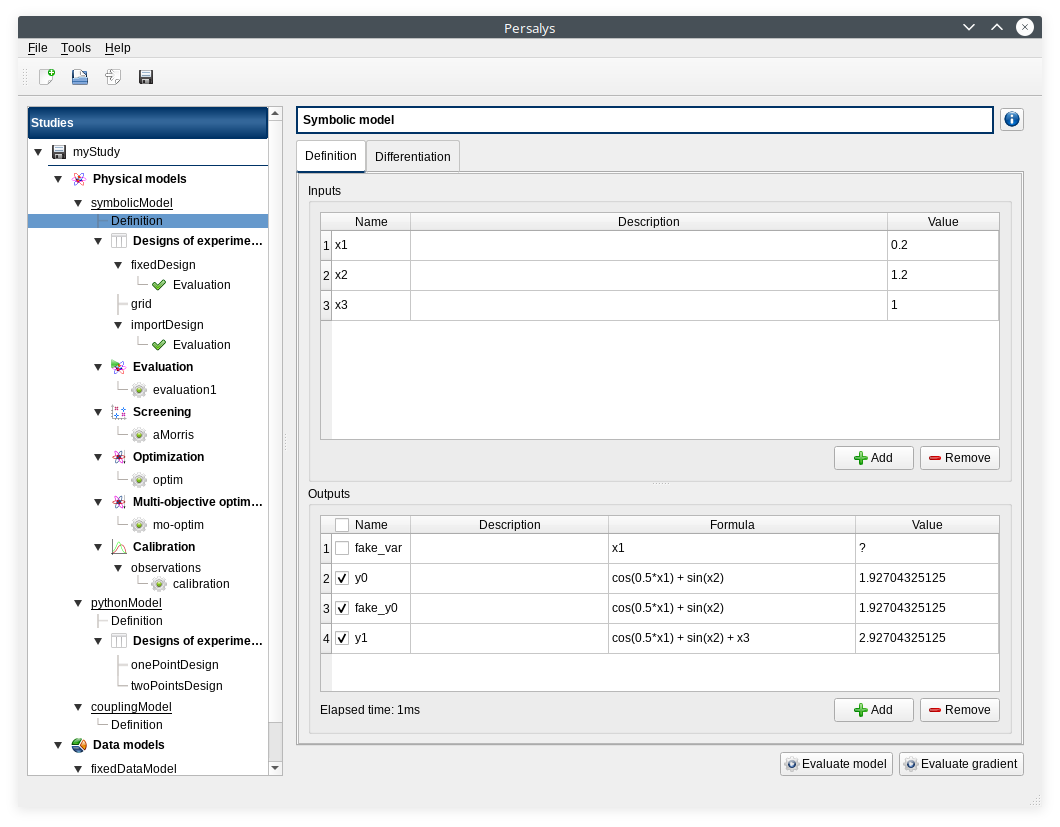 Persalys
File Tools Help
Studies
myStudy
Physical models
symbolicModel
Definition
Designs of experime...
fixedDesign
Evaluation
grid
importDesign
Evaluation
Evaluation
evaluation1
Screening
aMorris
Optimization
optim
Multi-objective optim...
mo-optim
Calibration
observations
calibration
pythonModel
Definition
Designs of experime...
onePointDesign
twoPointsDesign
couplingModel
Definition
Data models
fixedDataModel
Symbolic model
Definition Differentiation
Inputs
Name Description Value
1 x1 0.2
2 x2 1.2
3 x3 1
Add Remove
Outputs
Name Description Formula Value
1 fake_var x1 ?
2 y0 cos(0.5*x1) + sin(x2) 1.92704325125
3 fake_y0 cos(0.5*x1) + sin(x2) 1.92704325125
4 y1 cos(0.5*x1) + sin(x2) + x3 2.92704325125
Elapsed time: 1ms Add Remove
Evaluate model Evaluate gradient